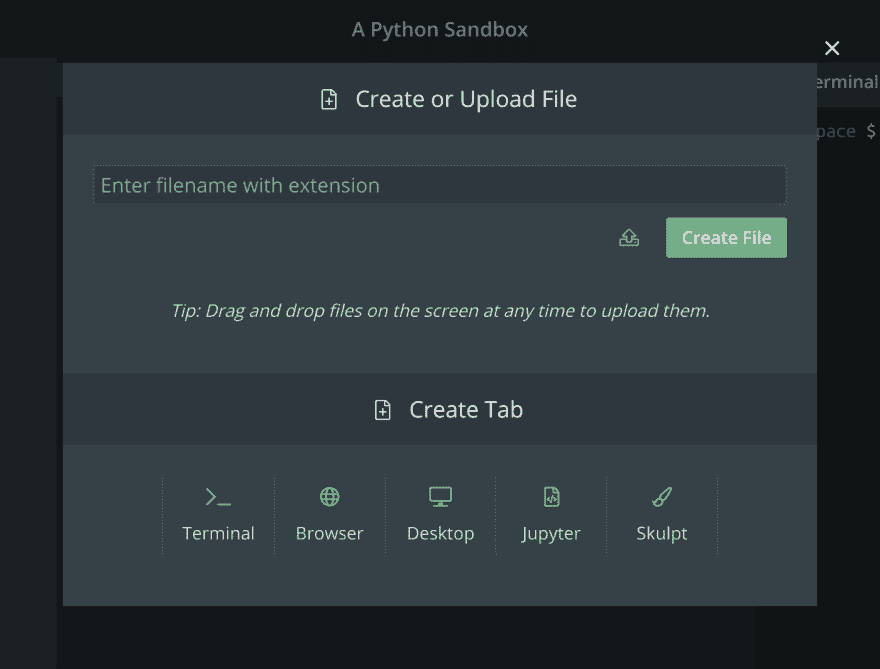 A Python Sandbox
Create or Upload File
erminal
pace $
Enter filename with extension
Create File
Tip: Drag and drop files on the screen at any time to upload them.
Create Tab
Terminal Browser Desktop Jupyter Skulpt